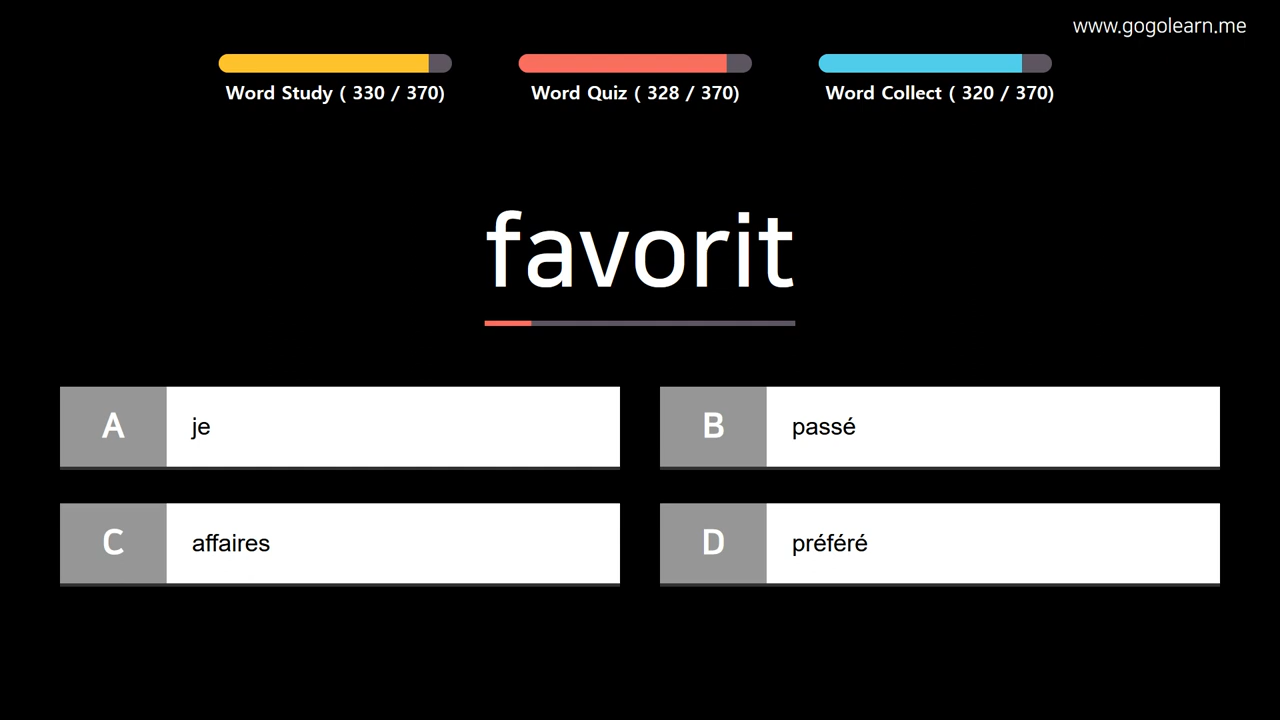 www.gogolearn.me
Word Study ( 330 / 370)
Word Quiz ( 328 / 370)
Word Collect ( 320 / 370)
favorit
A je
B passé
C affaires
D préféré